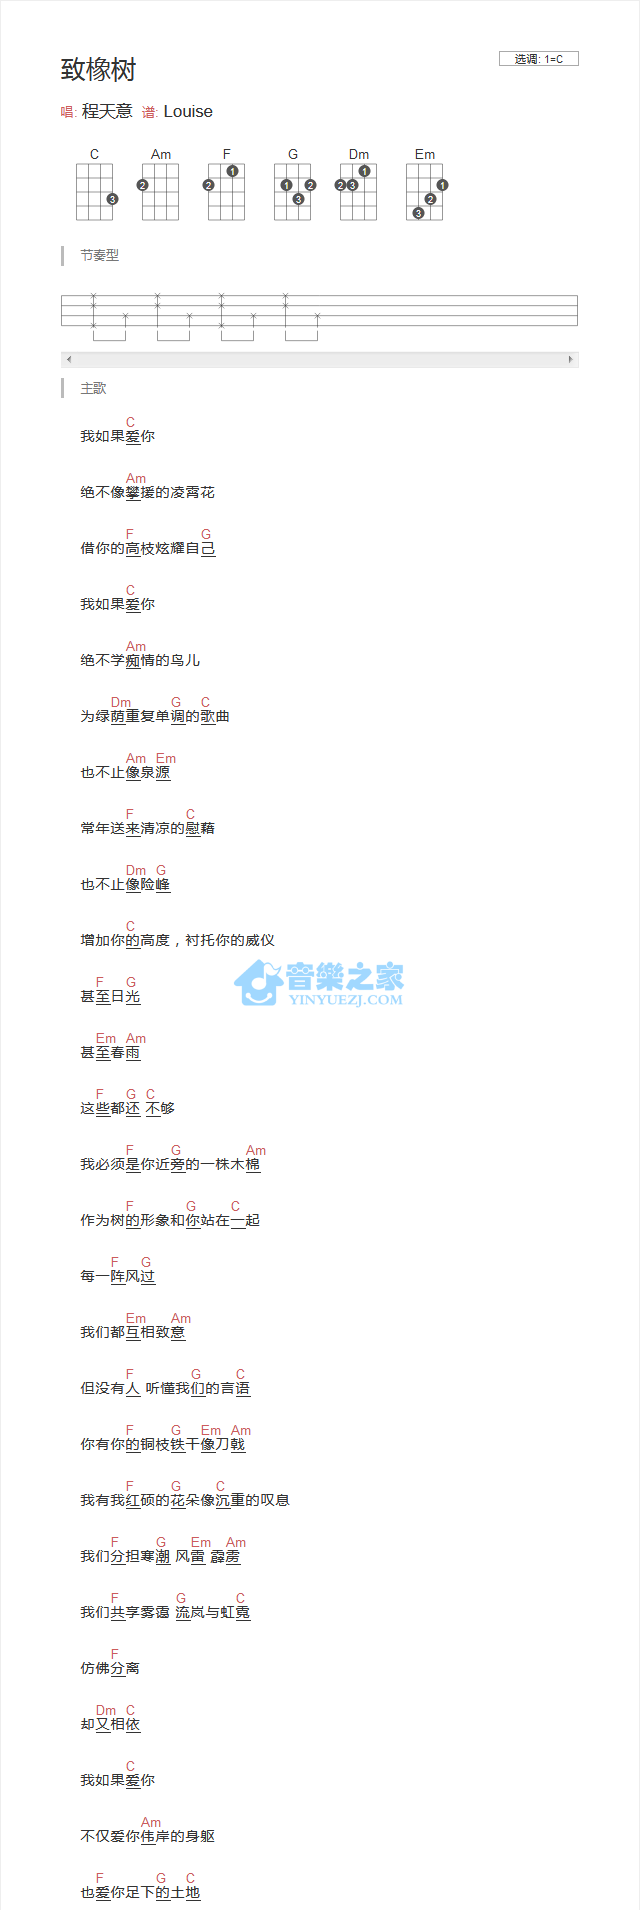 致橡树
选调: 1=C
唱: 程天意 谱: Louise
C Am F G Dm Em
3 2 2 1 1 2 3 2 3 1 1 2 3
节奏型
主歌
C
我如果爱你
Am
绝不像攀援的凌霄花
F G
借你的高枝炫耀自己
C
我如果爱你
Am
绝不学痴情的鸟儿
Dm G C
为绿荫重复单调的歌曲
Am Em
也不止像泉源
F C
常年送来清凉的慰藉
Dm G
也不止像险峰
C
增加你的高度，衬托你的威仪
音樂之家
YINYUEZJ.COM
F G
甚至日光
Em Am
甚至春雨
F G C
这些都还 不够
F G Am
我必须是你近旁的一株木棉
F G C
作为树的形象和你站在一起
F G
每一阵风过
Em Am
我们都互相致意
F G C
但没有人 听懂我们的言语
F G Em Am
你有你的铜枝铁干像刀戟
F G C
我有我红硕的花朵像沉重的叹息
F G Em Am
我们分担寒潮 风雷 霹雳
F G C
我们共享雾霭 流岚与虹霓
F
仿佛分离
Dm C
却又相依
C
我如果爱你
Am
不仅爱你伟岸的身躯
F G C
也爱你足下的土地